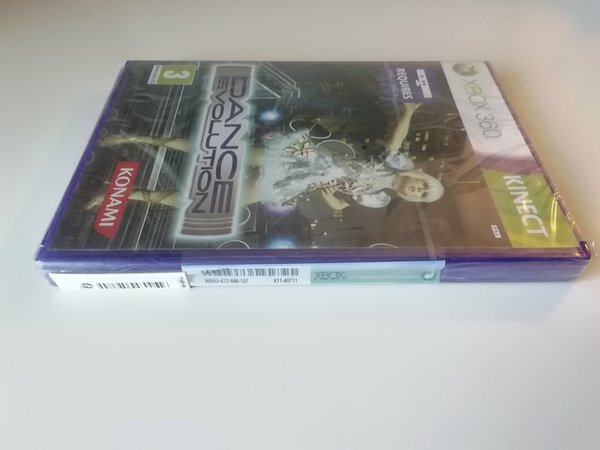 XBOX 360
KINECT
REQUIRES
3
DANCE
EVOLUTION
KONAMI
99993-472-486-157
X11-40711
XBOX